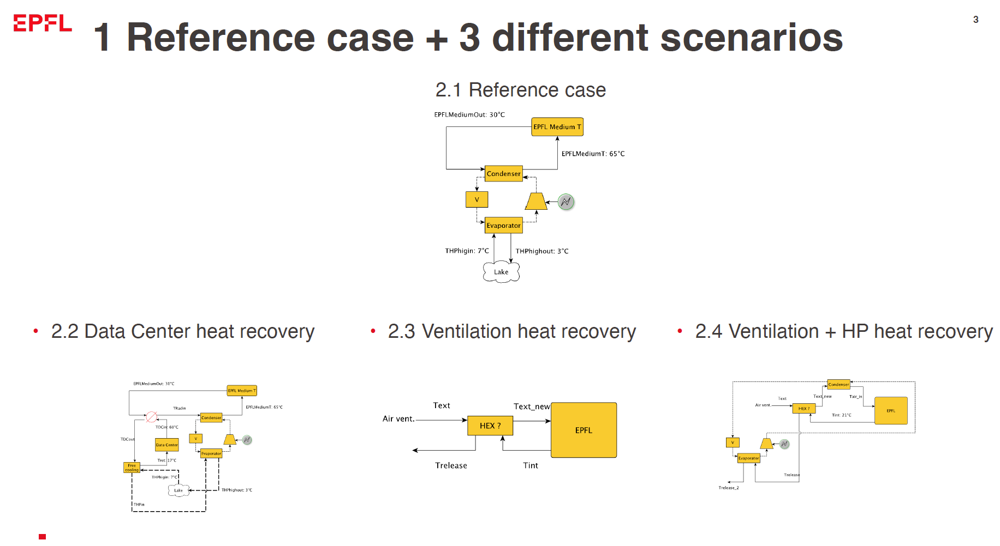 EPFL
3
1 Reference case + 3 different scenarios
2.1 Reference case
EPFLMediumOut: 30°C
EPFL Medium T
EPFLMediumT: 65°C
Condenser
V
Evaporator
THPhigin: 7°C
THPhighout: 3°C
Lake
• 2.2 Data Center heat recovery
EPFLMediumOut: 30°C
EPFL Medium T
TRadin
EPFLMediumT: 65°C
Condenser
TDCin: 60°C
TDCout
V
Data Center
Evaporator
Tret: 17°C
Free
cooling
THPhigin: 7°C
Lake
THPhighout: 3°C
THPin
• 2.3 Ventilation heat recovery
Text
Text_new
Air vent.
HEX ?
EPFL
Trelease
Tint
• 2.4 Ventilation + HP heat recovery
Condenser
Text
Text_new
Tair_in
Air vent.
HEX ?
EPFL
Tint: 21°C
V
Evaporator
Trelease
Trelease_2